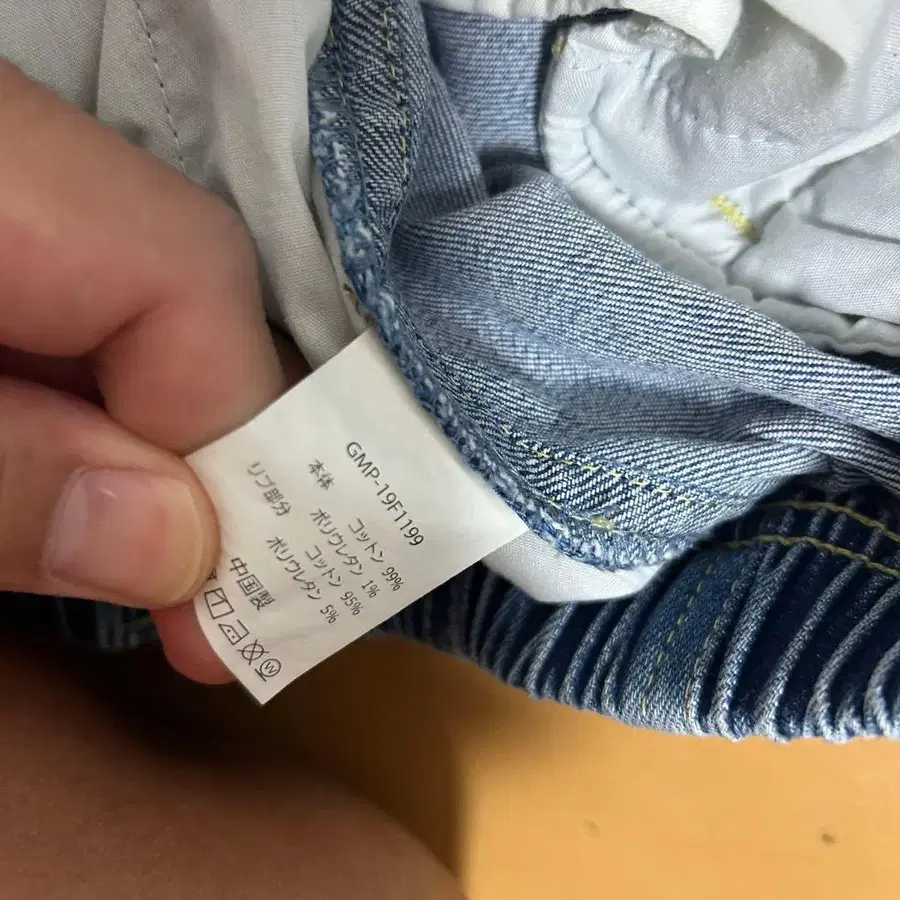 GMP-19F1199
本体 コットン 99%
ポリウレタン 1%
リブ部分 コットン 95%
ポリウレタン 5%
中国製
W